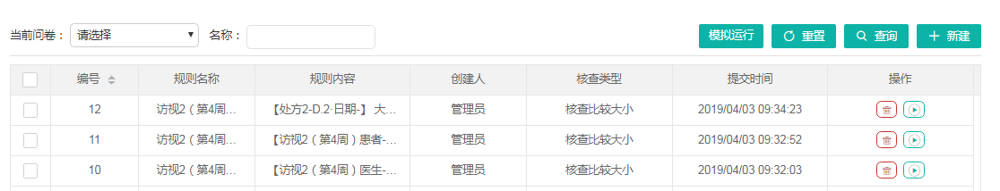 当前问卷： 请选择 名称： 模拟运行 重置 查询 新建
编号 规则名称 规则内容 创建人 核查类型 提交时间 操作
12 访视2（第4周... 【处方2-D.2·日期-】 大... 管理员 核查比较大小 2019/04/03 09:34:23
11 访视2（第4周... 【访视2（第4周）患者-... 管理员 核查比较大小 2019/04/03 09:32:52
10 访视2（第4周... 【访视2（第4周）医生-... 管理员 核查比较大小 2019/04/03 09:32:03